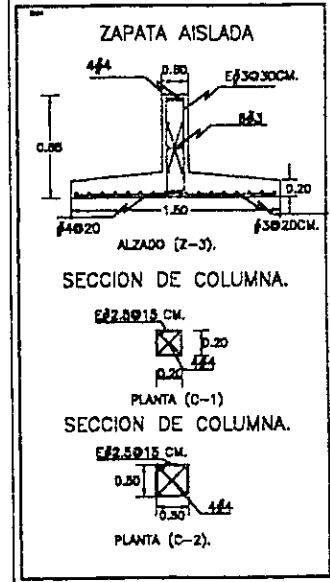 ZAPATA AISLADA
4#4
0.60
E#3@30CM.
6#3
0.85
0.20
#4@20
1.50
#3@20CM.
ALZADO (Z-3).
SECCION DE COLUMNA.
E#2.5@15 CM.
0.20
0.20
4#4
PLANTA (C-1)
SECCION DE COLUMNA.
E#2.5@15 CM.
0.30
0.30
4#4
PLANTA (C-2).